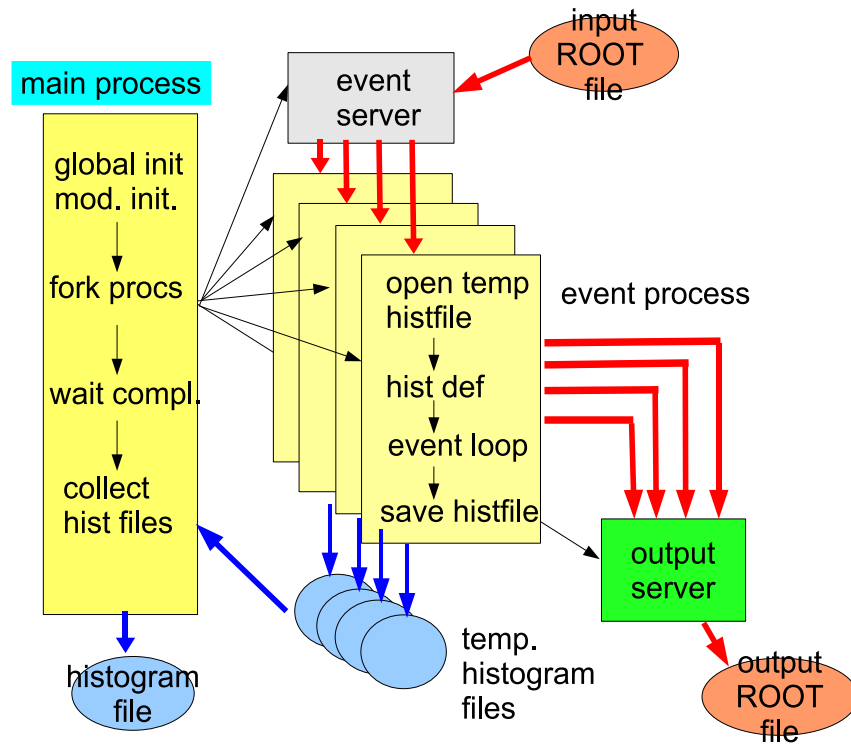 input
ROOT
file
main process
event
server
global init
mod. init.
fork procs
wait compl.
collect
hist files
open temp
histfile
hist def
event loop
save histfile
event process
output
server
temp.
histogram
files
histogram
file
output
ROOT
file